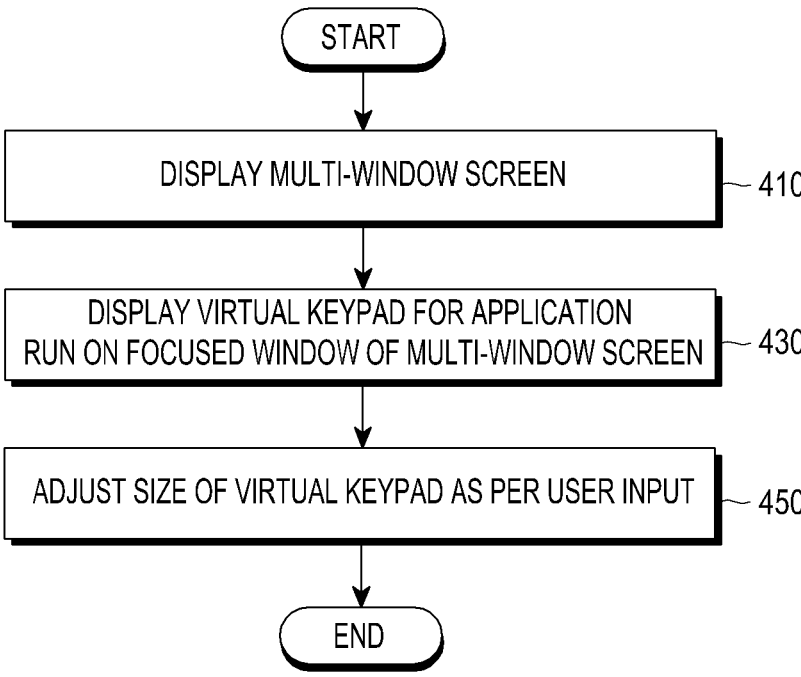 START
DISPLAY MULTI-WINDOW SCREEN
410
DISPLAY VIRTUAL KEYPAD FOR APPLICATION
RUN ON FOCUSED WINDOW OF MULTI-WINDOW SCREEN
430
ADJUST SIZE OF VIRTUAL KEYPAD AS PER USER INPUT
450
END